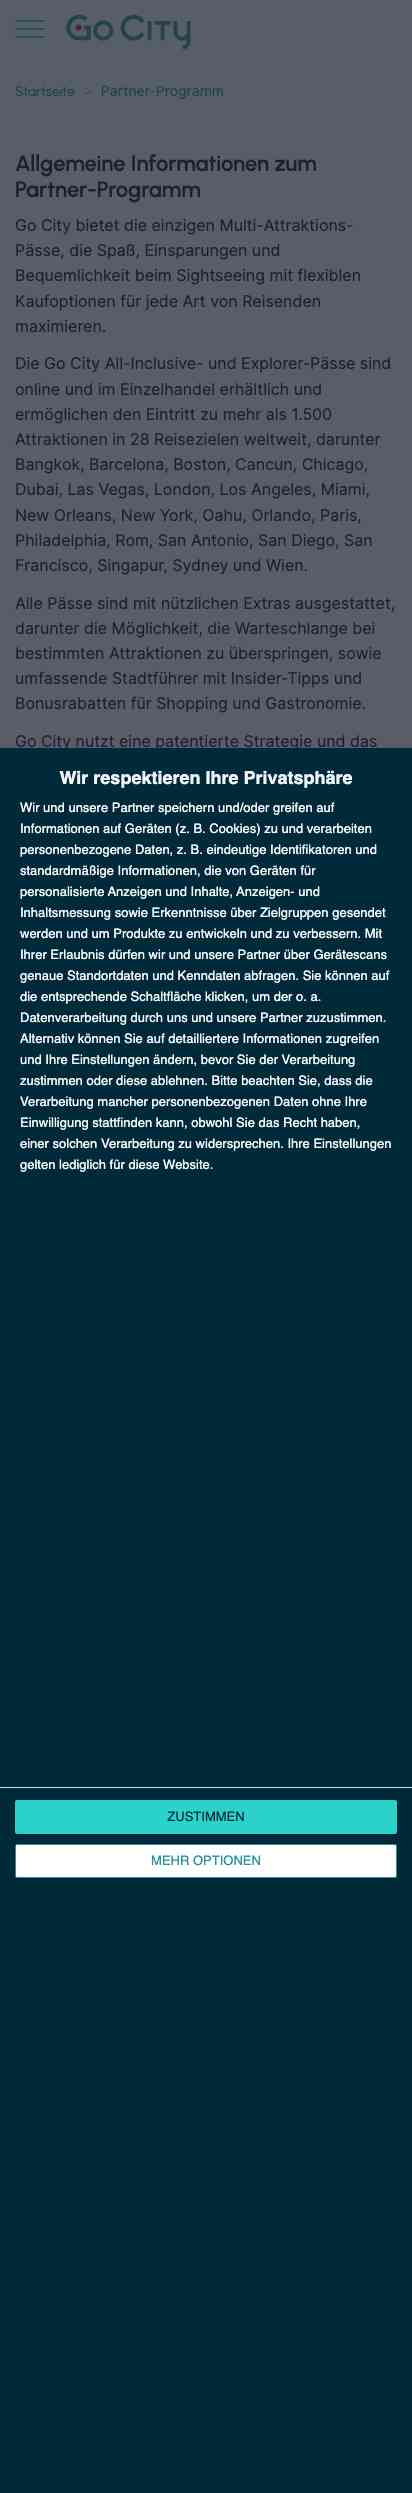 Go City
Startseite > Partner-Programm
Allgemeine Informationen zum
Partner-Programm
Go City bietet die einzigen Multi-Attraktions-
Pässe, die Spaß, Einsparungen und
Bequemlichkeit beim Sightseeing mit flexiblen
Kaufoptionen für jede Art von Reisenden
maximieren.
Die Go City All-Inclusive- und Explorer-Pässe sind
online und im Einzelhandel erhältlich und
ermöglichen den Eintritt zu mehr als 1.500
Attraktionen in 28 Reisezielen weltweit, darunter
Bangkok, Barcelona, Boston, Cancun, Chicago,
Dubai, Las Vegas, London, Los Angeles, Miami,
New Orleans, New York, Oahu, Orlando, Paris,
Philadelphia, Rom, San Antonio, San Diego, San
Francisco, Singapur, Sydney und Wien.
Alle Pässe sind mit nützlichen Extras ausgestattet,
darunter die Möglichkeit, die Warteschlange bei
bestimmten Attraktionen zu überspringen, sowie
umfassende Stadtführer mit Insider-Tipps und
Bonusrabatten für Shopping und Gastronomie.
Go City nutzt eine patentierte Strategie und das
Wir respektieren Ihre Privatsphäre
Wir und unsere Partner speichern und/oder greifen auf
Informationen auf Geräten (z. B. Cookies) zu und verarbeiten
personenbezogene Daten, z. B. eindeutige Identifikatoren und
standardmäßige Informationen, die von Geräten für
personalisierte Anzeigen und Inhalte, Anzeigen- und
Inhaltsmessung sowie Erkenntnisse über Zielgruppen gesendet
werden und um Produkte zu entwickeln und zu verbessern. Mit
Ihrer Erlaubnis dürfen wir und unsere Partner über Gerätescans
genaue Standortdaten und Kenndaten abfragen. Sie können auf
die entsprechende Schaltfläche klicken, um der o. a.
Datenverarbeitung durch uns und unsere Partner zuzustimmen.
Alternativ können Sie auf detailliertere Informationen zugreifen
und Ihre Einstellungen ändern, bevor Sie der Verarbeitung
zustimmen oder diese ablehnen. Bitte beachten Sie, dass die
Verarbeitung mancher personenbezogenen Daten ohne Ihre
Einwilligung stattfinden kann, obwohl Sie das Recht haben,
einer solchen Verarbeitung zu widersprechen. Ihre Einstellungen
gelten lediglich für diese Website.
ZUSTIMMEN
MEHR OPTIONEN